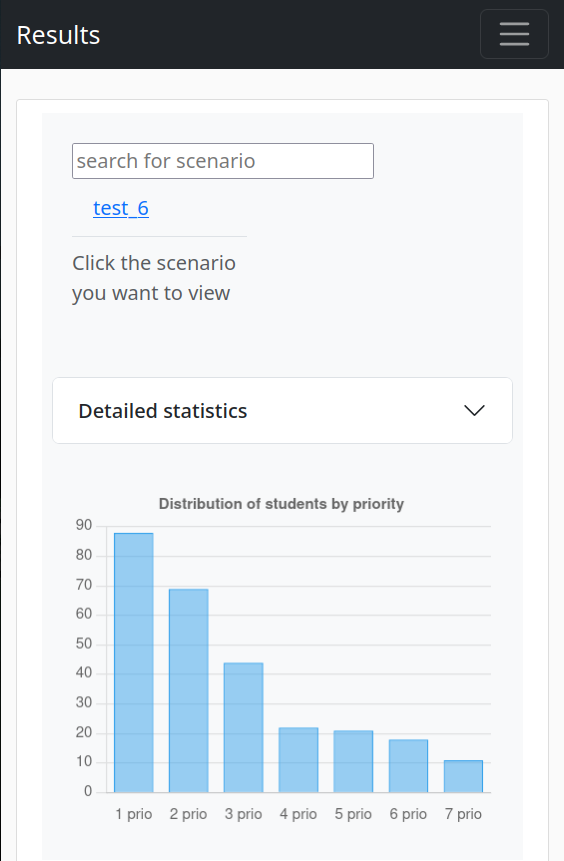 Results
search for scenario
test_6
Click the scenario
you want to view
Detailed statistics
Distribution of students by priority
90
80
70
60
50
40
30
20
10
0
1 prio 2 prio 3 prio 4 prio 5 prio 6 prio 7 prio